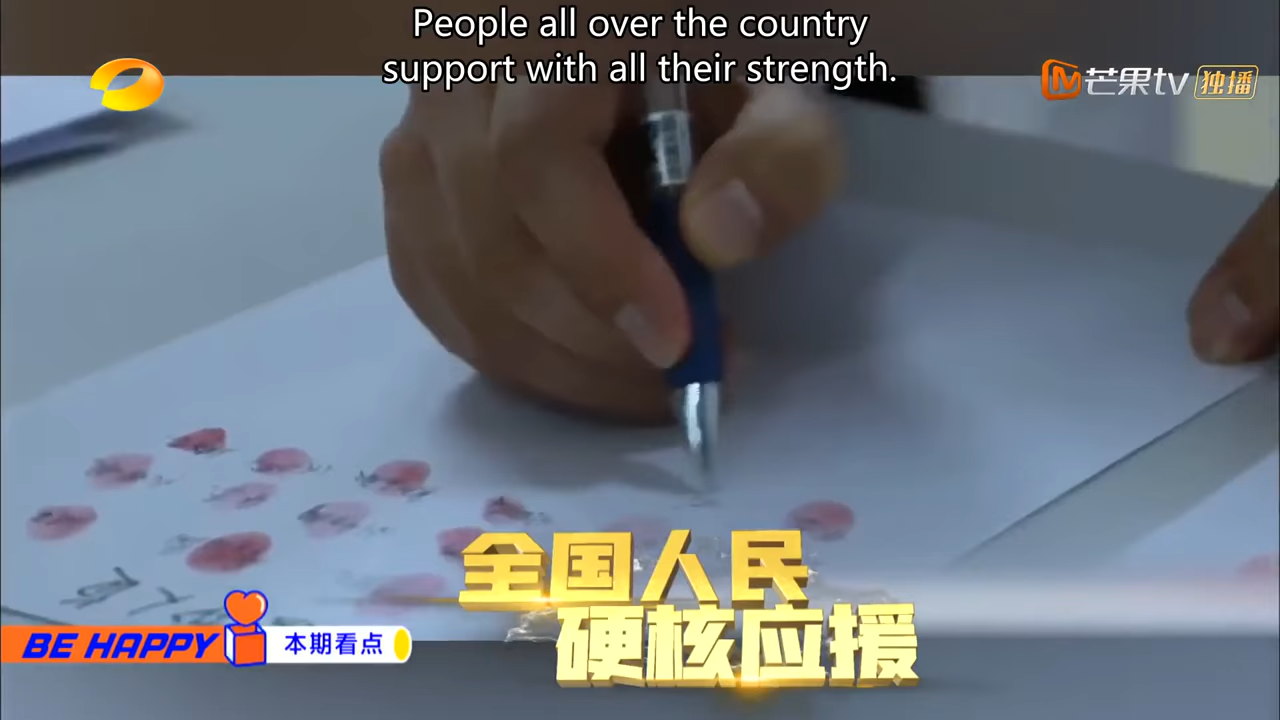 People all over the country
support with all their strength.
芒果tv 独播
全国人民
硬核应援
BE HAPPY 本期看点